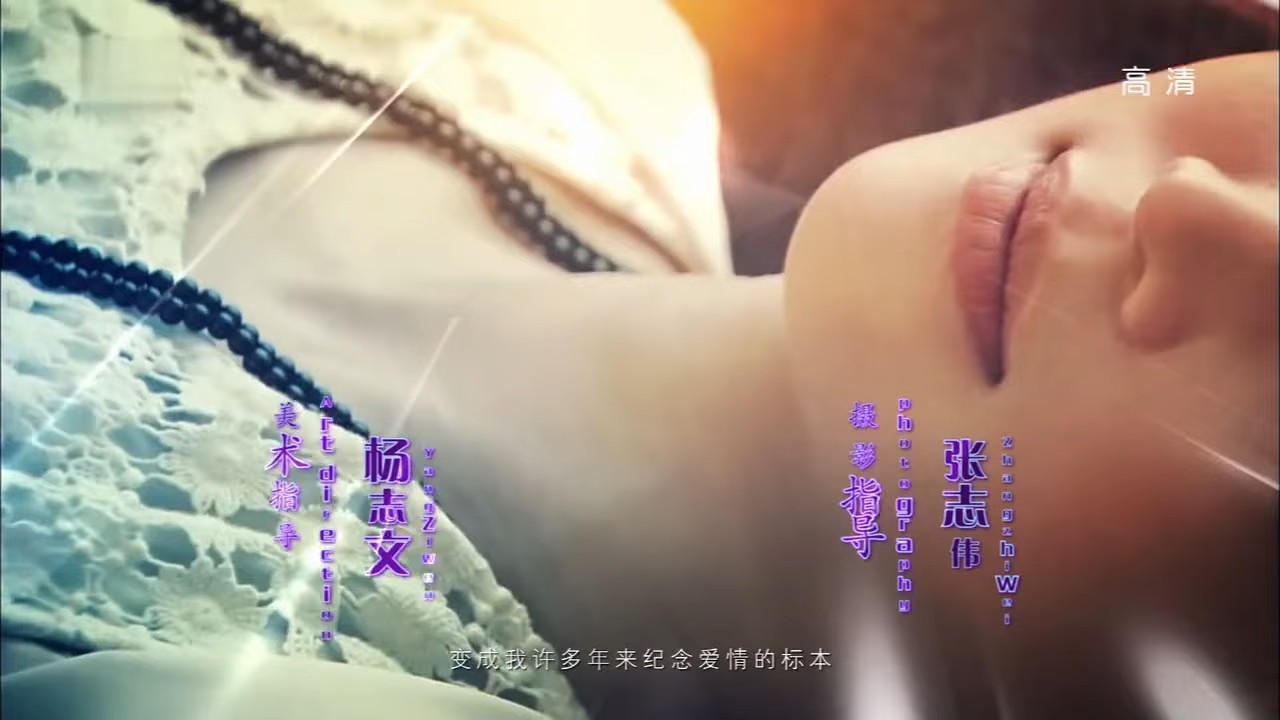 高清
美术指导
Art direction
杨志文
YangZiWen
摄影指导
photography
张志伟
ZhangzhiWei
变成我许多年来纪念爱情的标本